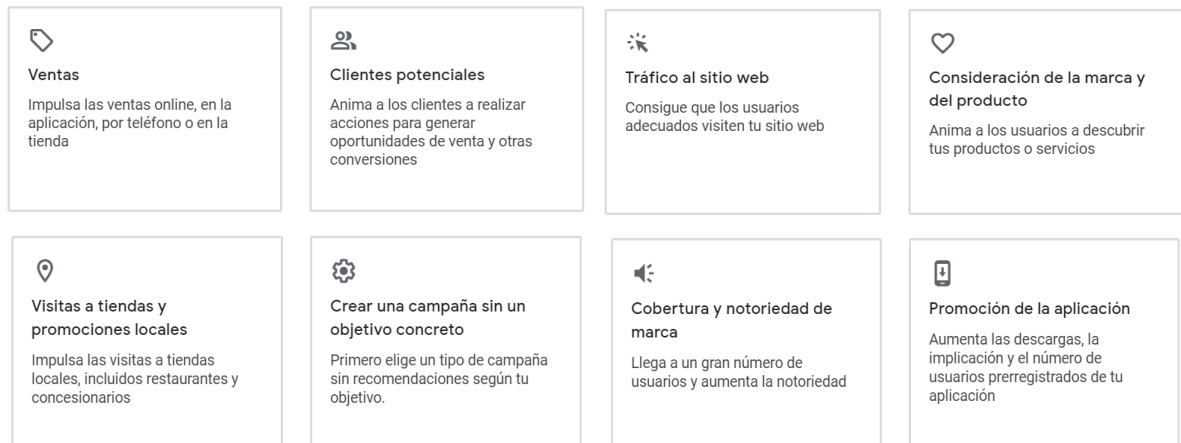 Ventas
Impulsa las ventas online, en la
aplicación, por teléfono o en la
tienda
Clientes potenciales
Anima a los clientes a realizar
acciones para generar
oportunidades de venta y otras
conversiones
Tráfico al sitio web
Consigue que los usuarios
adecuados visiten tu sitio web
Consideración de la marca y
del producto
Anima a los usuarios a descubrir
tus productos o servicios
Visitas a tiendas y
promociones locales
Impulsa las visitas a tiendas
locales, incluidos restaurantes y
concesionarios
Crear una campaña sin un
objetivo concreto
Primero elige un tipo de campaña
sin recomendaciones según tu
objetivo.
Cobertura y notoriedad de
marca
Llega a un gran número de
usuarios y aumenta la notoriedad
Promoción de la aplicación
Aumenta las descargas, la
implicación y el número de
usuarios prerregistrados de tu
aplicación